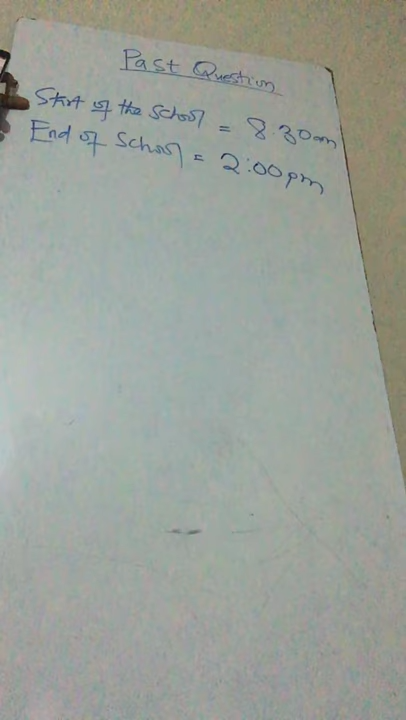 Past Question
Start of the School = 8:30am
End of School = 2:00pm